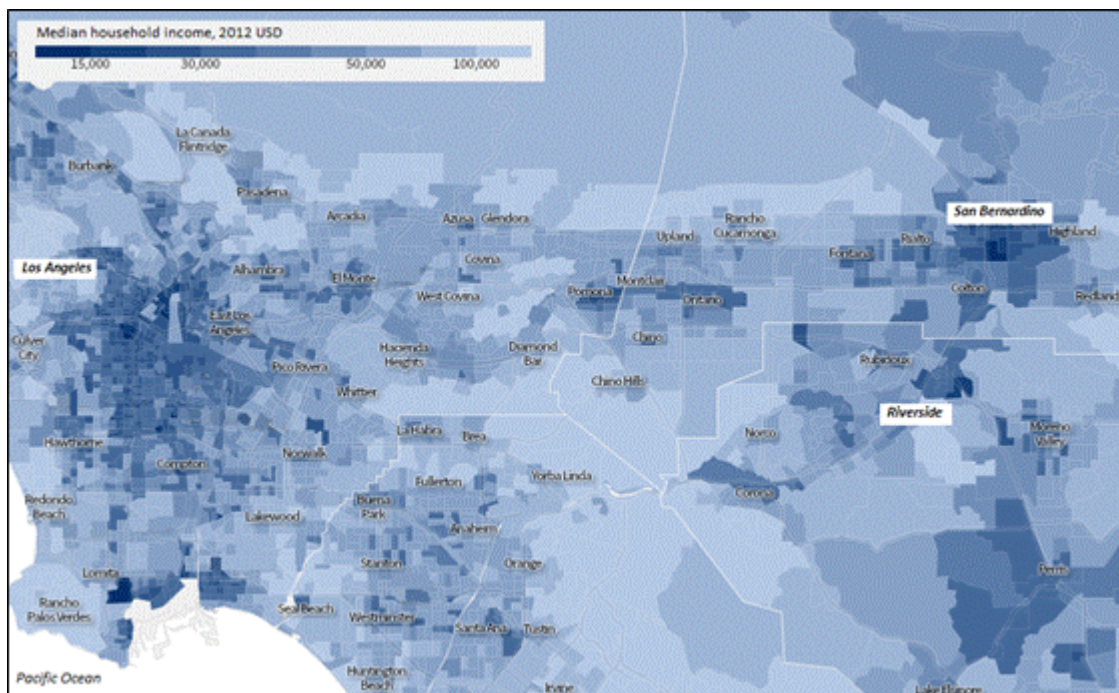 Median household income, 2012 USD
15,000 30,000 50,000 100,000
La Canada
Flintridge
Burbank
Pasadena
Arcadia
Azusa
Glendora
Rancho
Cucamonga
Upland
San Bernardino
Highland
Rialto
Fontana
Los Angeles
Alhambra
El Monte
Covina
West Covina
Pomona
Montclair
Ontario
Colton
Redland
East Los
Angeles
Culver
City
Pico Rivera
Hacienda
Heights
Diamond
Bar
Chino
Rubidoux
Whittier
Chino Hills
Riverside
Hawthorne
Compton
Norwalk
La Habra
Brea
Norco
Moreno
Valley
Redondo
Beach
Lakewood
Fullerton
Yorba Linda
Buena
Park
Corona
Anaheim
Lomita
Stanton
Orange
Perris
Rancho
Palos Verdes
Seal Beach
Westminster
Santa Ana
Tustin
Pacific Ocean
Huntington
Beach
Irvine
Lake Elsinore